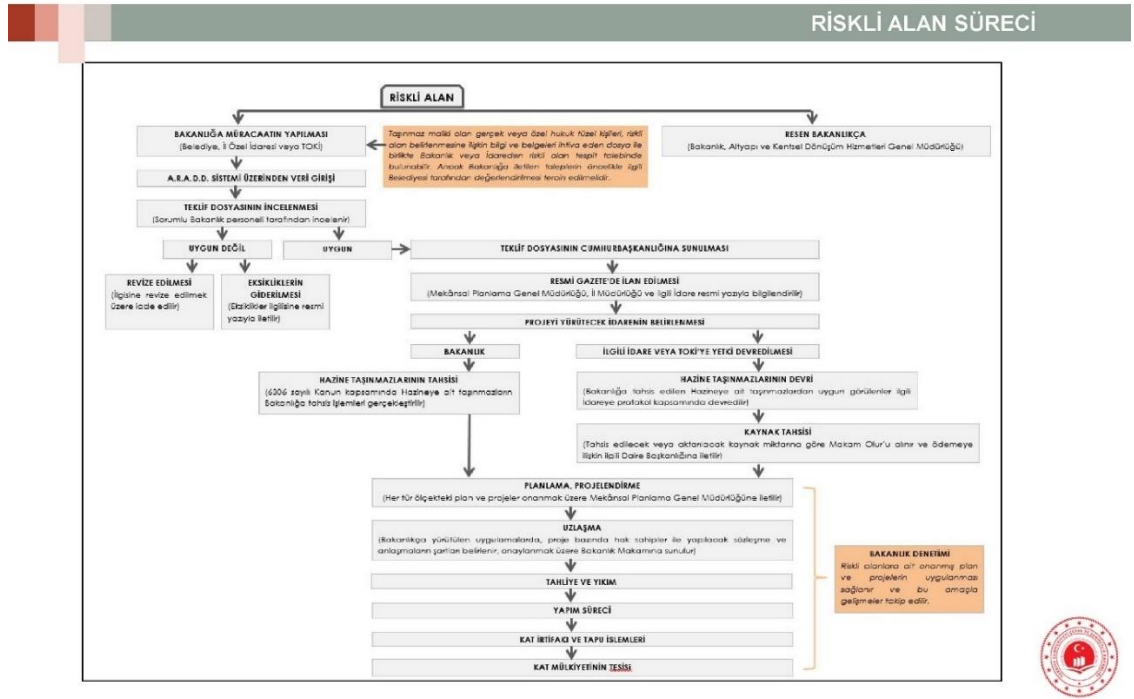 RİSKLİ ALAN SÜRECİ
RİSKLİ ALAN
BAKANLIĞA MÜRACAATIN YAPILMASI
(Belediye, İl Özel İdaresi veya TOKİ)
Taşınmaz maliki olan gerçek veya özel hukuk tüzel kişileri, riskli
alan belirlenmesine ilişkin bilgi ve belgeleri ihtiva eden dosya ile
birlikte Bakanlık veya İdareden riskli alan tespit talebinde
bulunabilir. Ancak Bakanlığa iletilen taleplerin öncelikle ilgili
Belediyesi tarafından değerlendirilmesi tercih edilmelidir.
RESEN BAKANLIKÇA
(Bakanlık, Altyapı ve Kentsel Dönüşüm Hizmetleri Genel Müdürlüğü)
A.R.A.D.D. SİSTEMİ ÜZERİNDEN VERİ GİRİŞİ
TEKLİF DOSYASININ İNCELENMESİ
(Sorumlu Bakanlık personeli tarafından incelenir)
UYGUN DEĞİL
UYGUN
TEKLİF DOSYASININ CUMHURBAŞKANLIĞINA SUNULMASI
REVİZE EDİLMESİ
(İlgisine revize edilmek
üzere iade edilir)
EKSİKLİKLERİN
GİDERİLMESİ
(Eksiklikler ilgilisine resmi
yazıyla iletilir)
RESMİ GAZETE'DE İLAN EDİLMESİ
(Mekânsal Planlama Genel Müdürlüğü, İl Müdürlüğü ve ilgili İdare resmi yazıyla bilgilendirilir)
PROJEYİ YÜRÜTECEK İDARENİN BELİRLENMESİ
BAKANLIK
İLGİLİ İDARE VEYA TOKİ'YE YETKİ DEVREDİLMESİ
HAZİNE TAŞINMAZLARININ TAHSİSİ
(6306 sayılı Kanun kapsamında Hazineye ait taşınmazların
Bakanlığa tahsis işlemleri gerçekleştirilir)
HAZİNE TAŞINMAZLARININ DEVRİ
(Bakanlığa tahsis edilen Hazineye ait taşınmazlardan uygun görülenler ilgili
İdareye protokol kapsamında devredilir)
KAYNAK TAHSİSİ
(Tahsis edilecek veya aktarılacak kaynak miktarına göre Makam Olur'u alınır ve ödemeye
ilişkin ilgili Daire Başkanlığına iletilir)
PLANLAMA, PROJELENDİRME
(Her tür ölçekteki plan ve projeler onanmak üzere Mekânsal Planlama Genel Müdürlüğüne iletilir)
UZLAŞMA
(Bakanlıkça yürütülen uygulamalarda, proje bazında hak sahipler ile yapılacak sözleşme ve
anlaşmaların şartları belirlenir, onaylanmak üzere Bakanlık Makamına sunulur)
TAHLİYE VE YIKIM
YAPIM SÜRECİ
KAT İRTİFACI VE TAPU İSLEMLERİ
KAT MÜLKİYETİNİN TESİSİ
BAKANLIK DENETİMİ
Riskli alanlara ait onanmış plan
ve projelerin uygulanması
sağlanır ve bu amaçla
gelişmeler takip edilir.